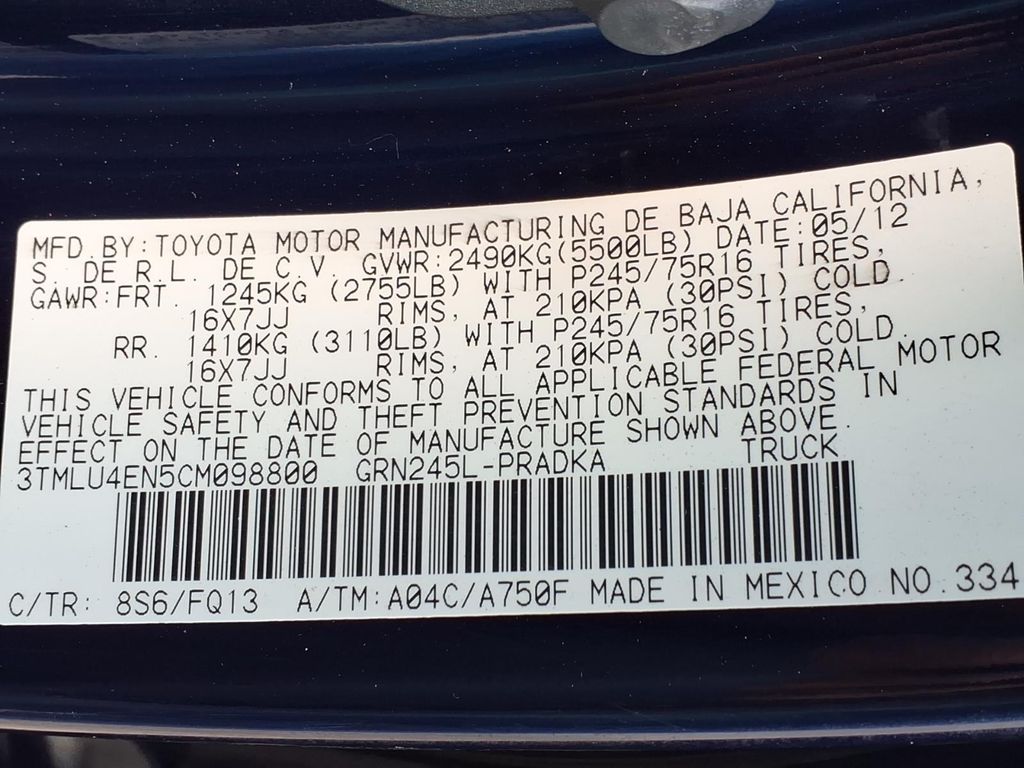 MFD.BY:TOYOTA MOTOR MANUFACTURING DE BAJA CALIFORNIA,
S. DE R.L. DE C.V. GVWR:2490KG(5500LB) DATE:05/12
GAWR:FRT. 1245KG (2755LB) WITH P245/75R16 TIRES,
16X7JJ RIMS, AT 210KPA (30PSI) COLD.
RR. 1410KG (3110LB) WITH P245/75R16 TIRES,
16X7JJ RIMS, AT 210KPA (30PSI) COLD.
THIS VEHICLE CONFORMS TO ALL APPLICABLE FEDERAL MOTOR
VEHICLE SAFETY AND THEFT PREVENTION STANDARDS IN
EFFECT ON THE DATE OF MANUFACTURE SHOWN ABOVE.
3TMLU4EN5CM098800 GRN245L-PRADKA TRUCK
C/TR: 8S6/FQ13 A/TM:A04C/A750F MADE IN MEXICO NO.334